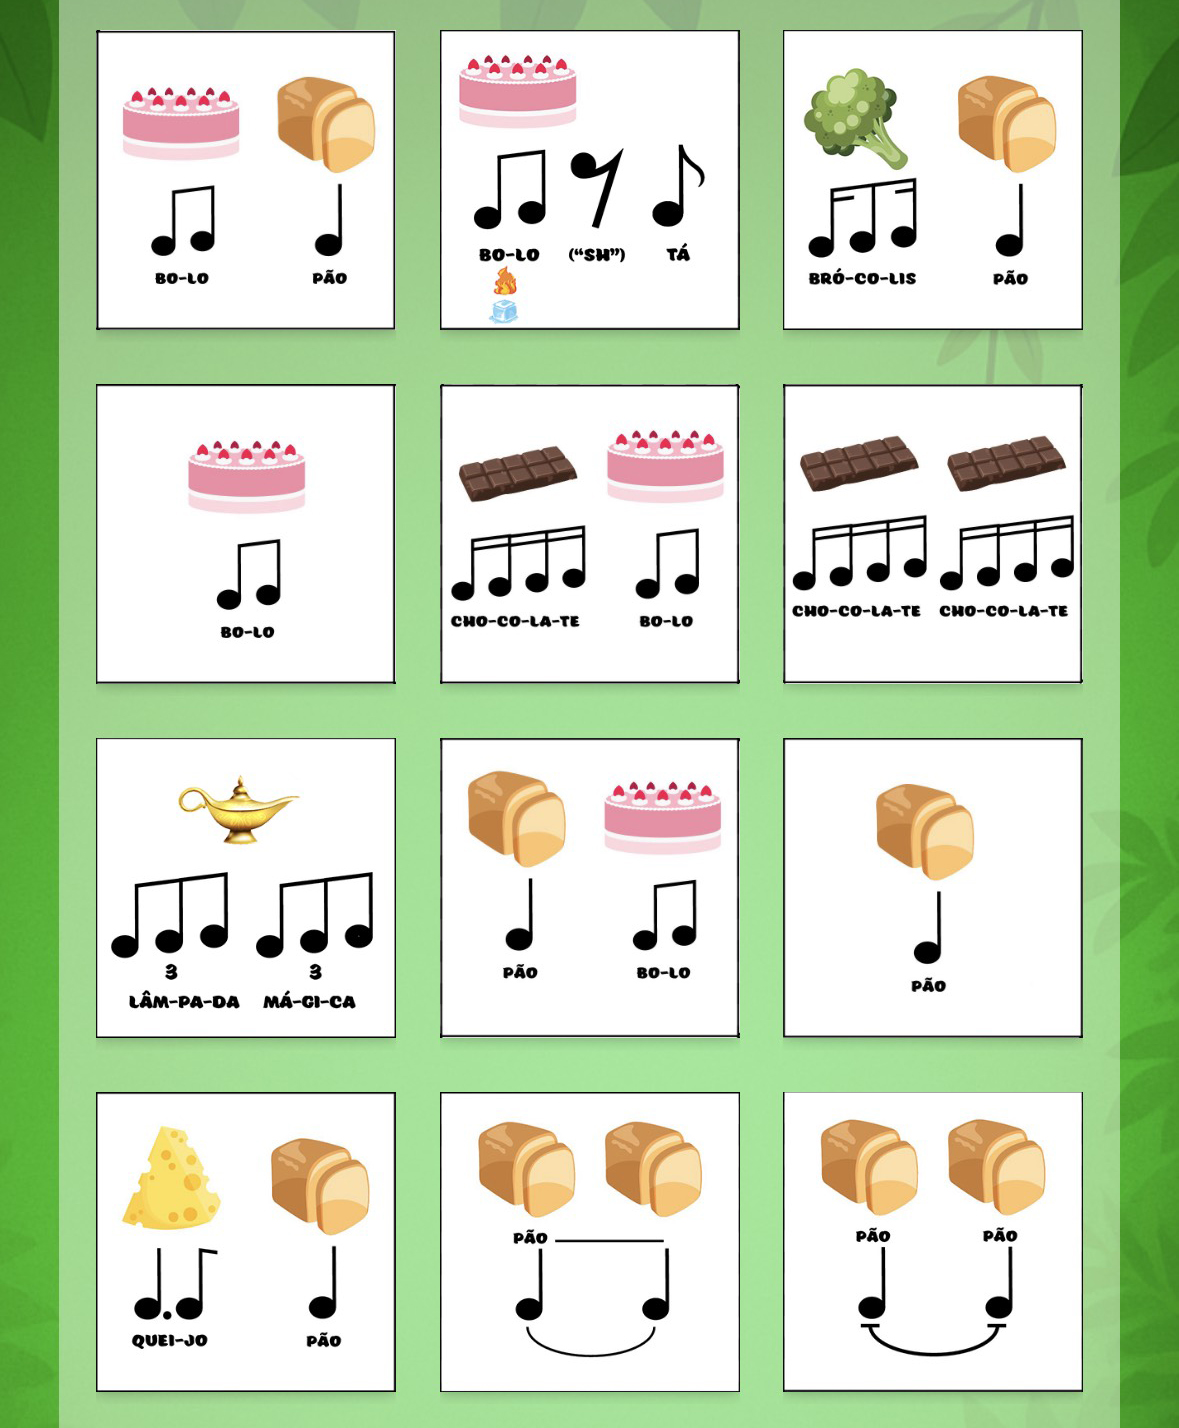 BO-LO PÃO
BO-LO ("SH") TÁ
BRÓ-CO-LIS PÃO
BO-LO
CHO-CO-LA-TE BO-LO
CHO-CO-LA-TE CHO-CO-LA-TE
3 3
LÂM-PA-DA MÁ-GI-CA
PÃO BO-LO
PÃO
QUEI-JO PÃO
PÃO
PÃO PÃO